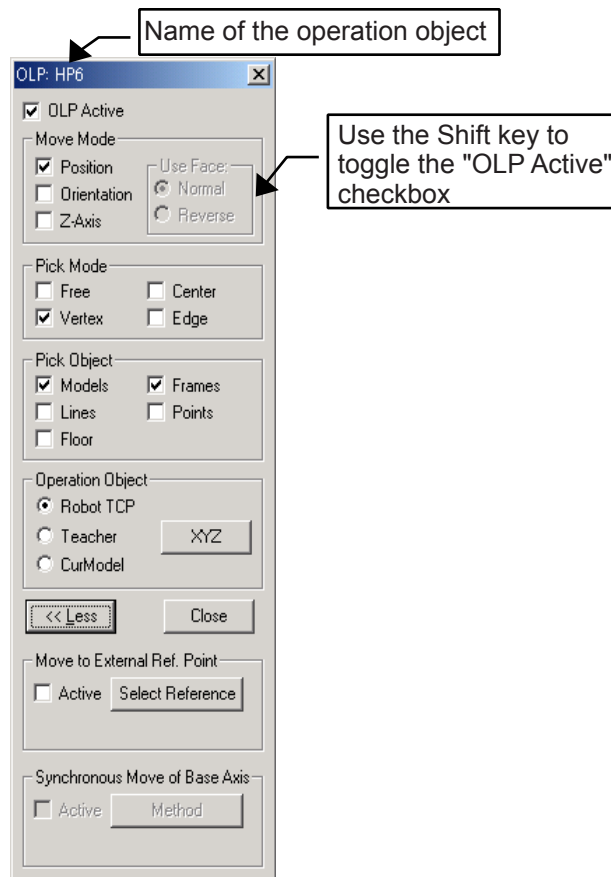 Name of the operation object
OLP: HP6
OLP Active
Move Mode
Position
Orientation
Z-Axis
Use Face:
Normal
Reverse
Use the Shift key to
toggle the "OLP Active"
checkbox
Pick Mode
Free Center
Vertex Edge
Pick Object
Models Frames
Lines Points
Floor
Operation Object
Robot TCP
Teacher XYZ
CurModel
<< Less Close
Move to External Ref. Point
Active Select Reference
Synchronous Move of Base Axis
Active Method